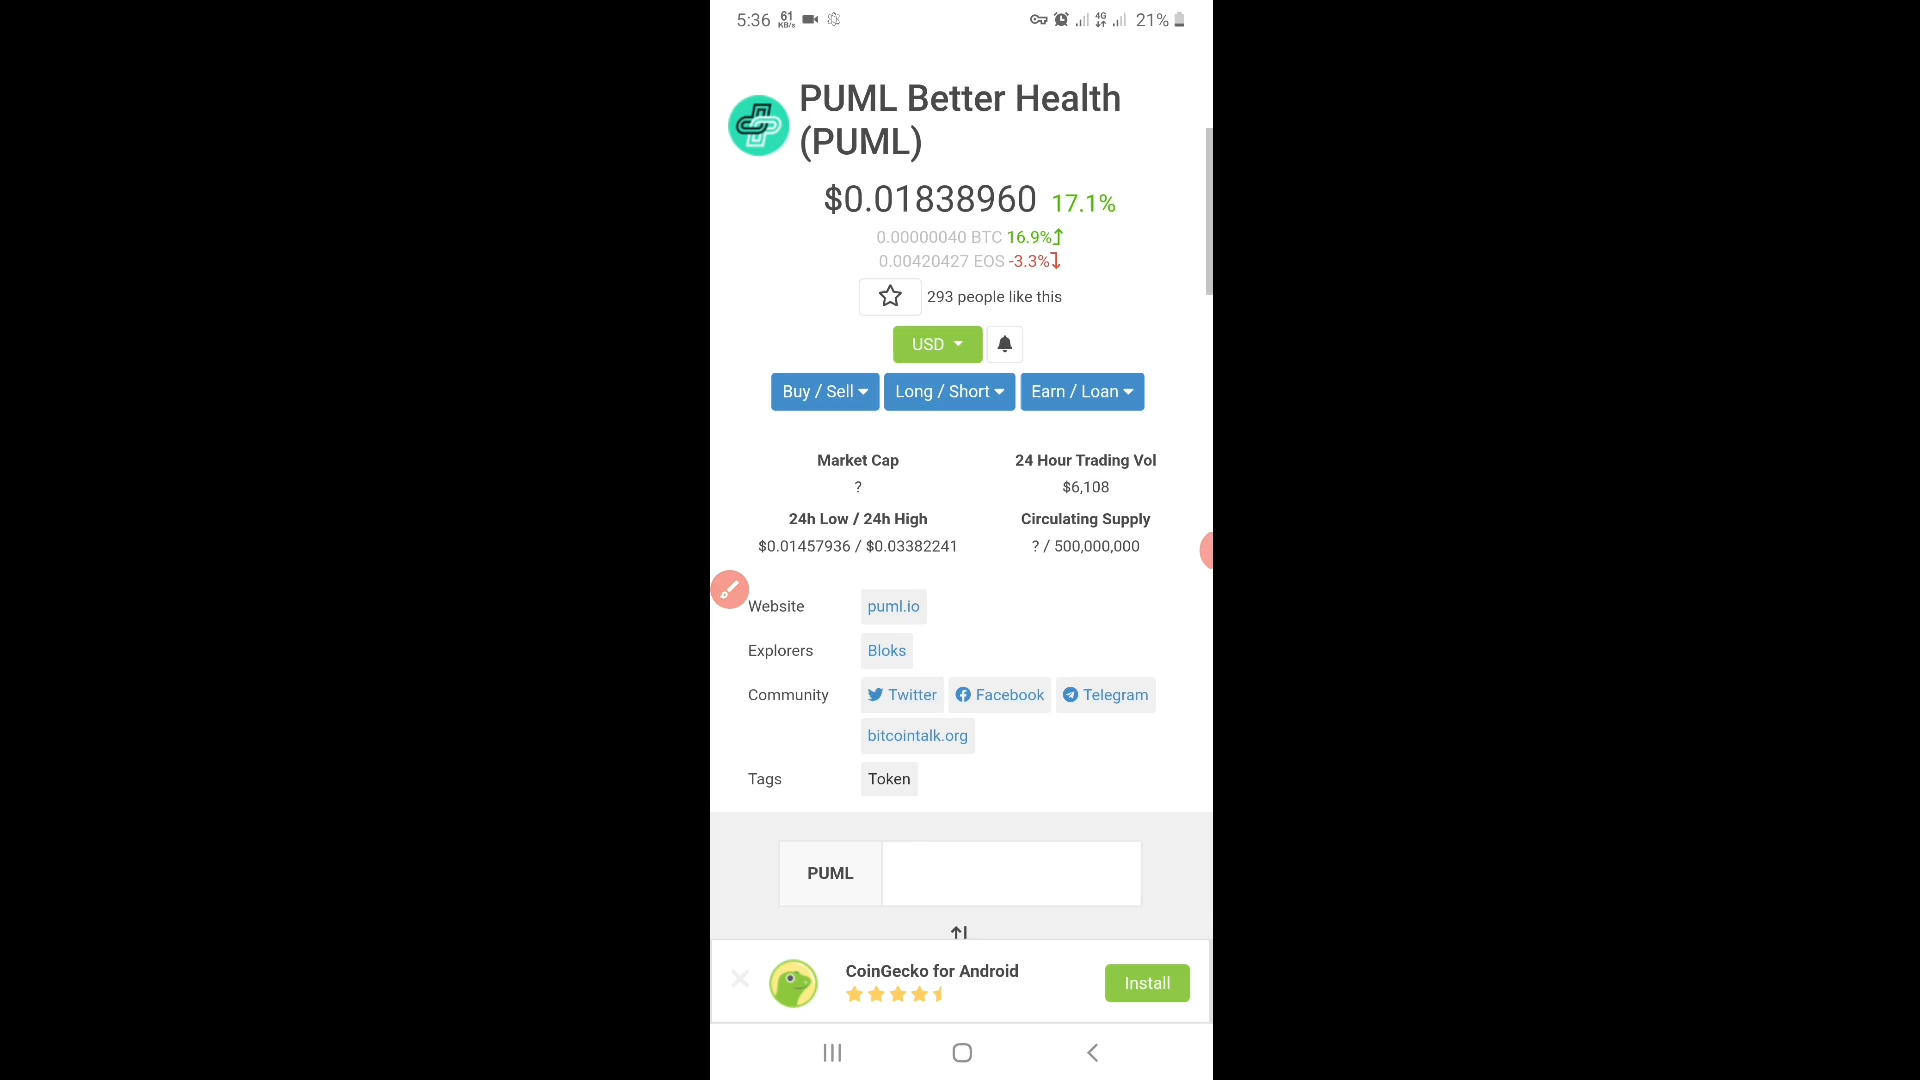 5:36 61 KB/s 4G 21%
PUML Better Health
(PUML)
$0.01838960 17.1%
0.00000040 BTC 16.9%
0.00420427 EOS -3.3%
293 people like this
USD
Buy / Sell Long / Short Earn / Loan
Market Cap 24 Hour Trading Vol
? $6,108
24h Low / 24h High Circulating Supply
$0.01457936 / $0.03382241 ? / 500,000,000
Website puml.io
Explorers Bloks
Community Twitter Facebook Telegram
bitcointalk.org
Tags Token
PUML
CoinGecko for Android
Install